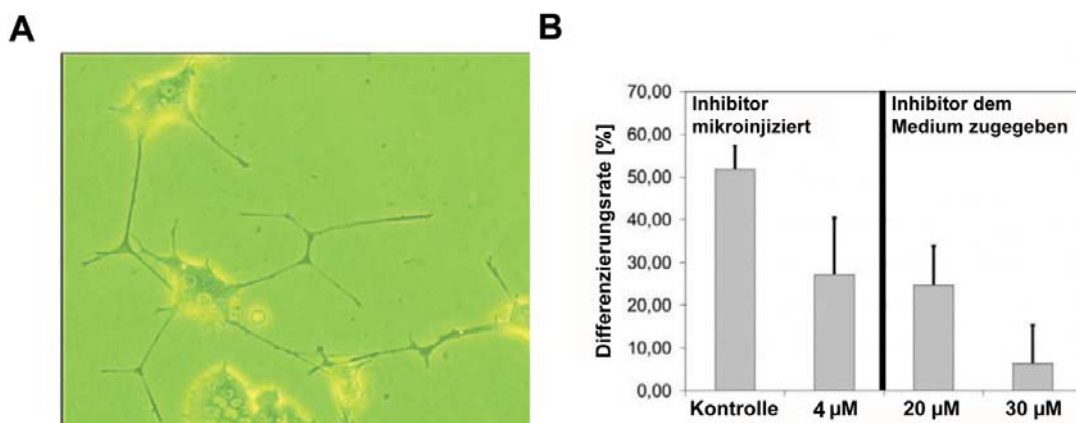 A
B
Differenzierungsrate [%]
70,00
60,00
50,00
40,00
30,00
20,00
10,00
0,00
Inhibitor
mikroinjiziert
Inhibitor dem
Medium zugegeben
Kontrolle
4 µM
20 µM
30 µM